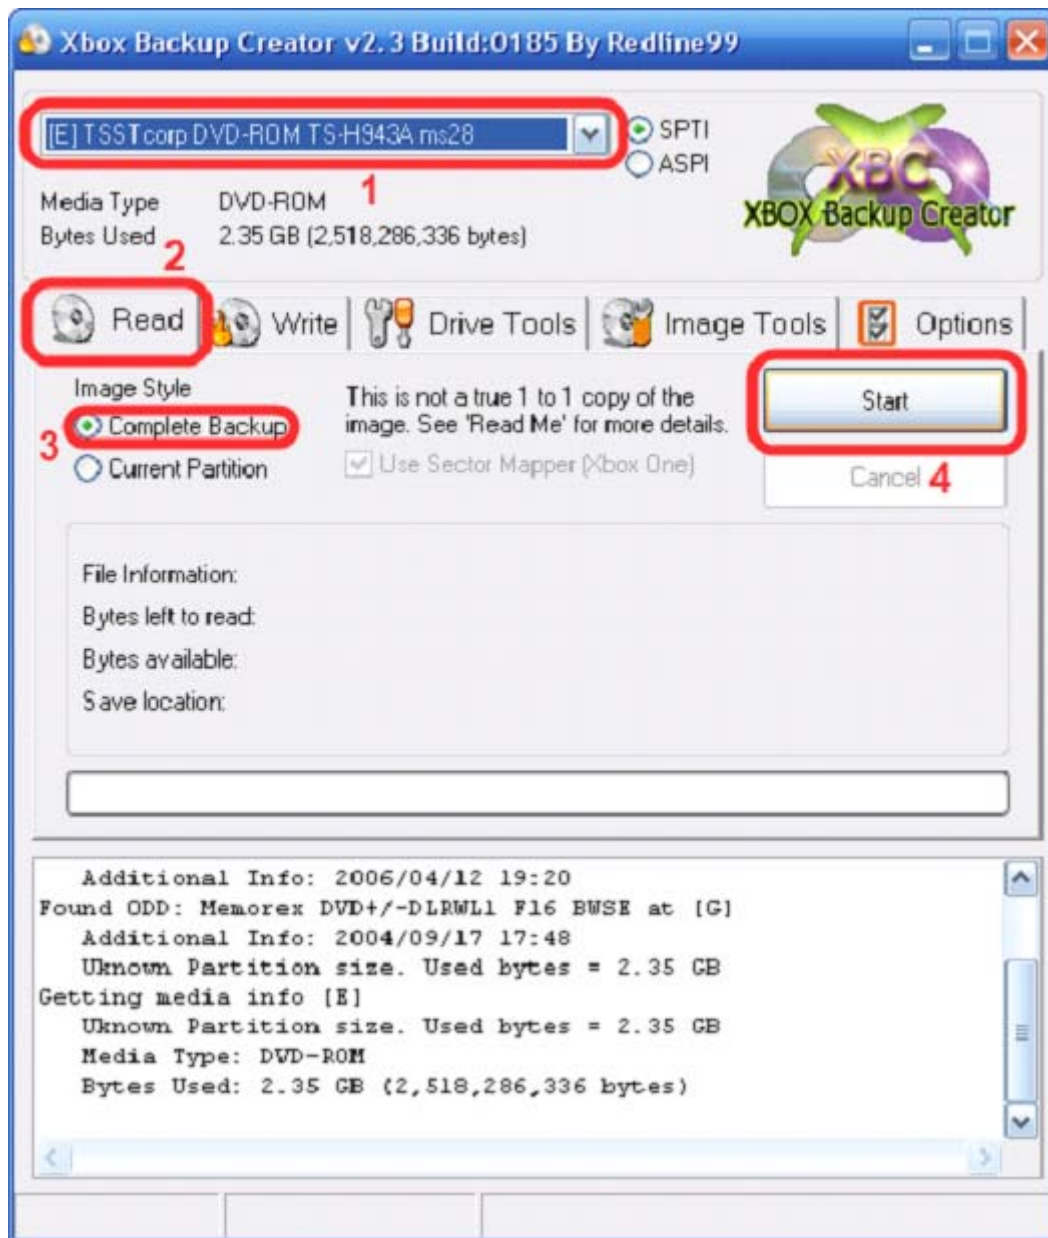 Xbox Backup Creator v2.3 Build:0185 By Redline99
[E] TSSTcorp DVD-ROM TS-H943A ms28
SPTI
ASPI
1
XBC
XBOX Backup Creator
Media Type DVD-ROM
Bytes Used 2.35 GB (2,518,286,336 bytes)
2
Read Write Drive Tools Image Tools Options
Image Style
Complete Backup
3
Current Partition
This is not a true 1 to 1 copy of the
image. See 'Read Me' for more details.
Use Sector Mapper (Xbox One)
Start
Cancel 4
File Information:
Bytes left to read:
Bytes available:
Save location:
Additional Info: 2006/04/12 19:20
Found ODD: Memorex DVD+/-DLRWL1 F16 BWSE at [G]
Additional Info: 2004/09/17 17:48
Uknown Partition size. Used bytes = 2.35 GB
Getting media info [E]
Uknown Partition size. Used bytes = 2.35 GB
Media Type: DVD-ROM
Bytes Used: 2.35 GB (2,518,286,336 bytes)